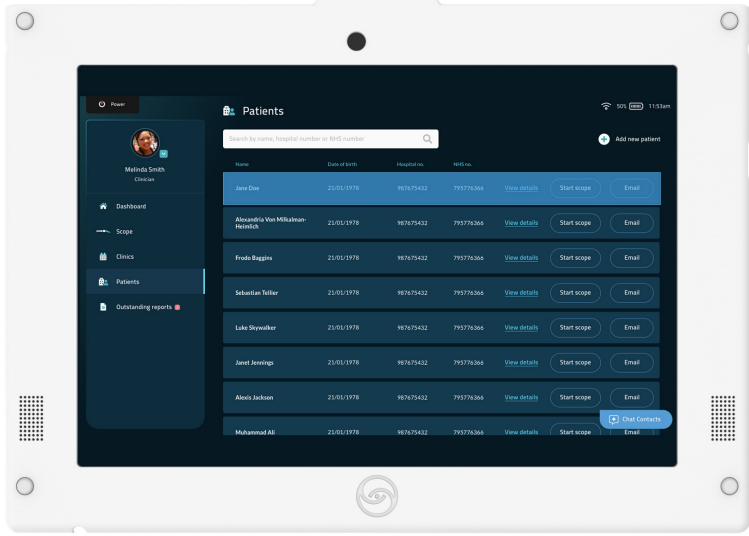 Power
Patients
50%
11:53am
Search by name, hospital number or NHS number
Add new patient
Melinda Smith
Clinician
Dashboard
Scope
Clinics
Patients
Outstanding reports
Name Date of birth Hospital no. NHS no.
Jane Doe 21/01/1978 987675432 795776366 View details Start scope Email
Alexandria Von Milkalman-
Heimlich 21/01/1978 987675432 795776366 View details Start scope Email
Frodo Baggins 21/01/1978 987675432 795776366 View details Start scope Email
Sebastian Tellier 21/01/1978 987675432 795776366 View details Start scope Email
Luke Skywalker 21/01/1978 987675432 795776366 View details Start scope Email
Janet Jennings 21/01/1978 987675432 795776366 View details Start scope Email
Alexis Jackson 21/01/1978 987675432 795776366 View details Start scope Email
Chat Contacts
Muhammad Ali 21/01/1978 987675432 795776366 View details Start scope Email